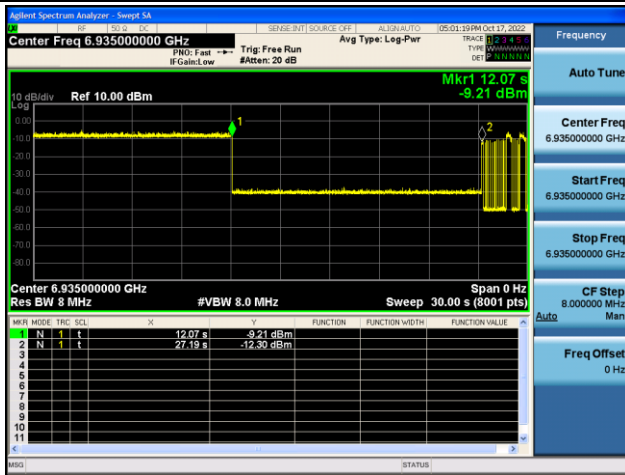 Agilent Spectrum Analyzer - Swept SA
RF 50 Ω DC SENSE:INT SOURCE OFF ALIGNAUTO 05:01:19PM Oct 17, 2022
Center Freq 6.935000000 GHz
PNO: Fast
IFGain:Low
Trig: Free Run
#Atten: 20 dB
Avg Type: Log-Pwr
TRACE 1 2 3 4 5 6
TYPE
DET P N N N N N
Mkr1 12.07 s
-9.21 dBm
10 dB/div Ref 10.00 dBm
Log
0.00
-10.0
-20.0
-30.0
-40.0
-50.0
-60.0
-70.0
-80.0
1
2
Center 6.935000000 GHz Span 0 Hz
Res BW 8 MHz #VBW 8.0 MHz Sweep 30.00 s (8001 pts)
MKR MODE TRC SCL X Y FUNCTION FUNCTION WIDTH FUNCTION VALUE
1 N 1 t 12.07 s -9.21 dBm
2 N 1 t 27.19 s -12.30 dBm
3
4
5
6
7
8
9
10
11
MSG STATUS
Frequency
Auto Tune
Center Freq
6.935000000 GHz
Start Freq
6.935000000 GHz
Stop Freq
6.935000000 GHz
CF Step
8.000000 MHz
Auto Man
Freq Offset
0 Hz